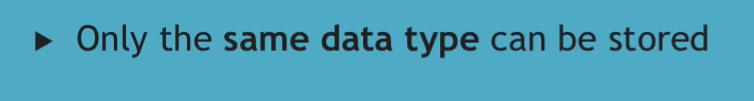 ► Only the same data type can be stored